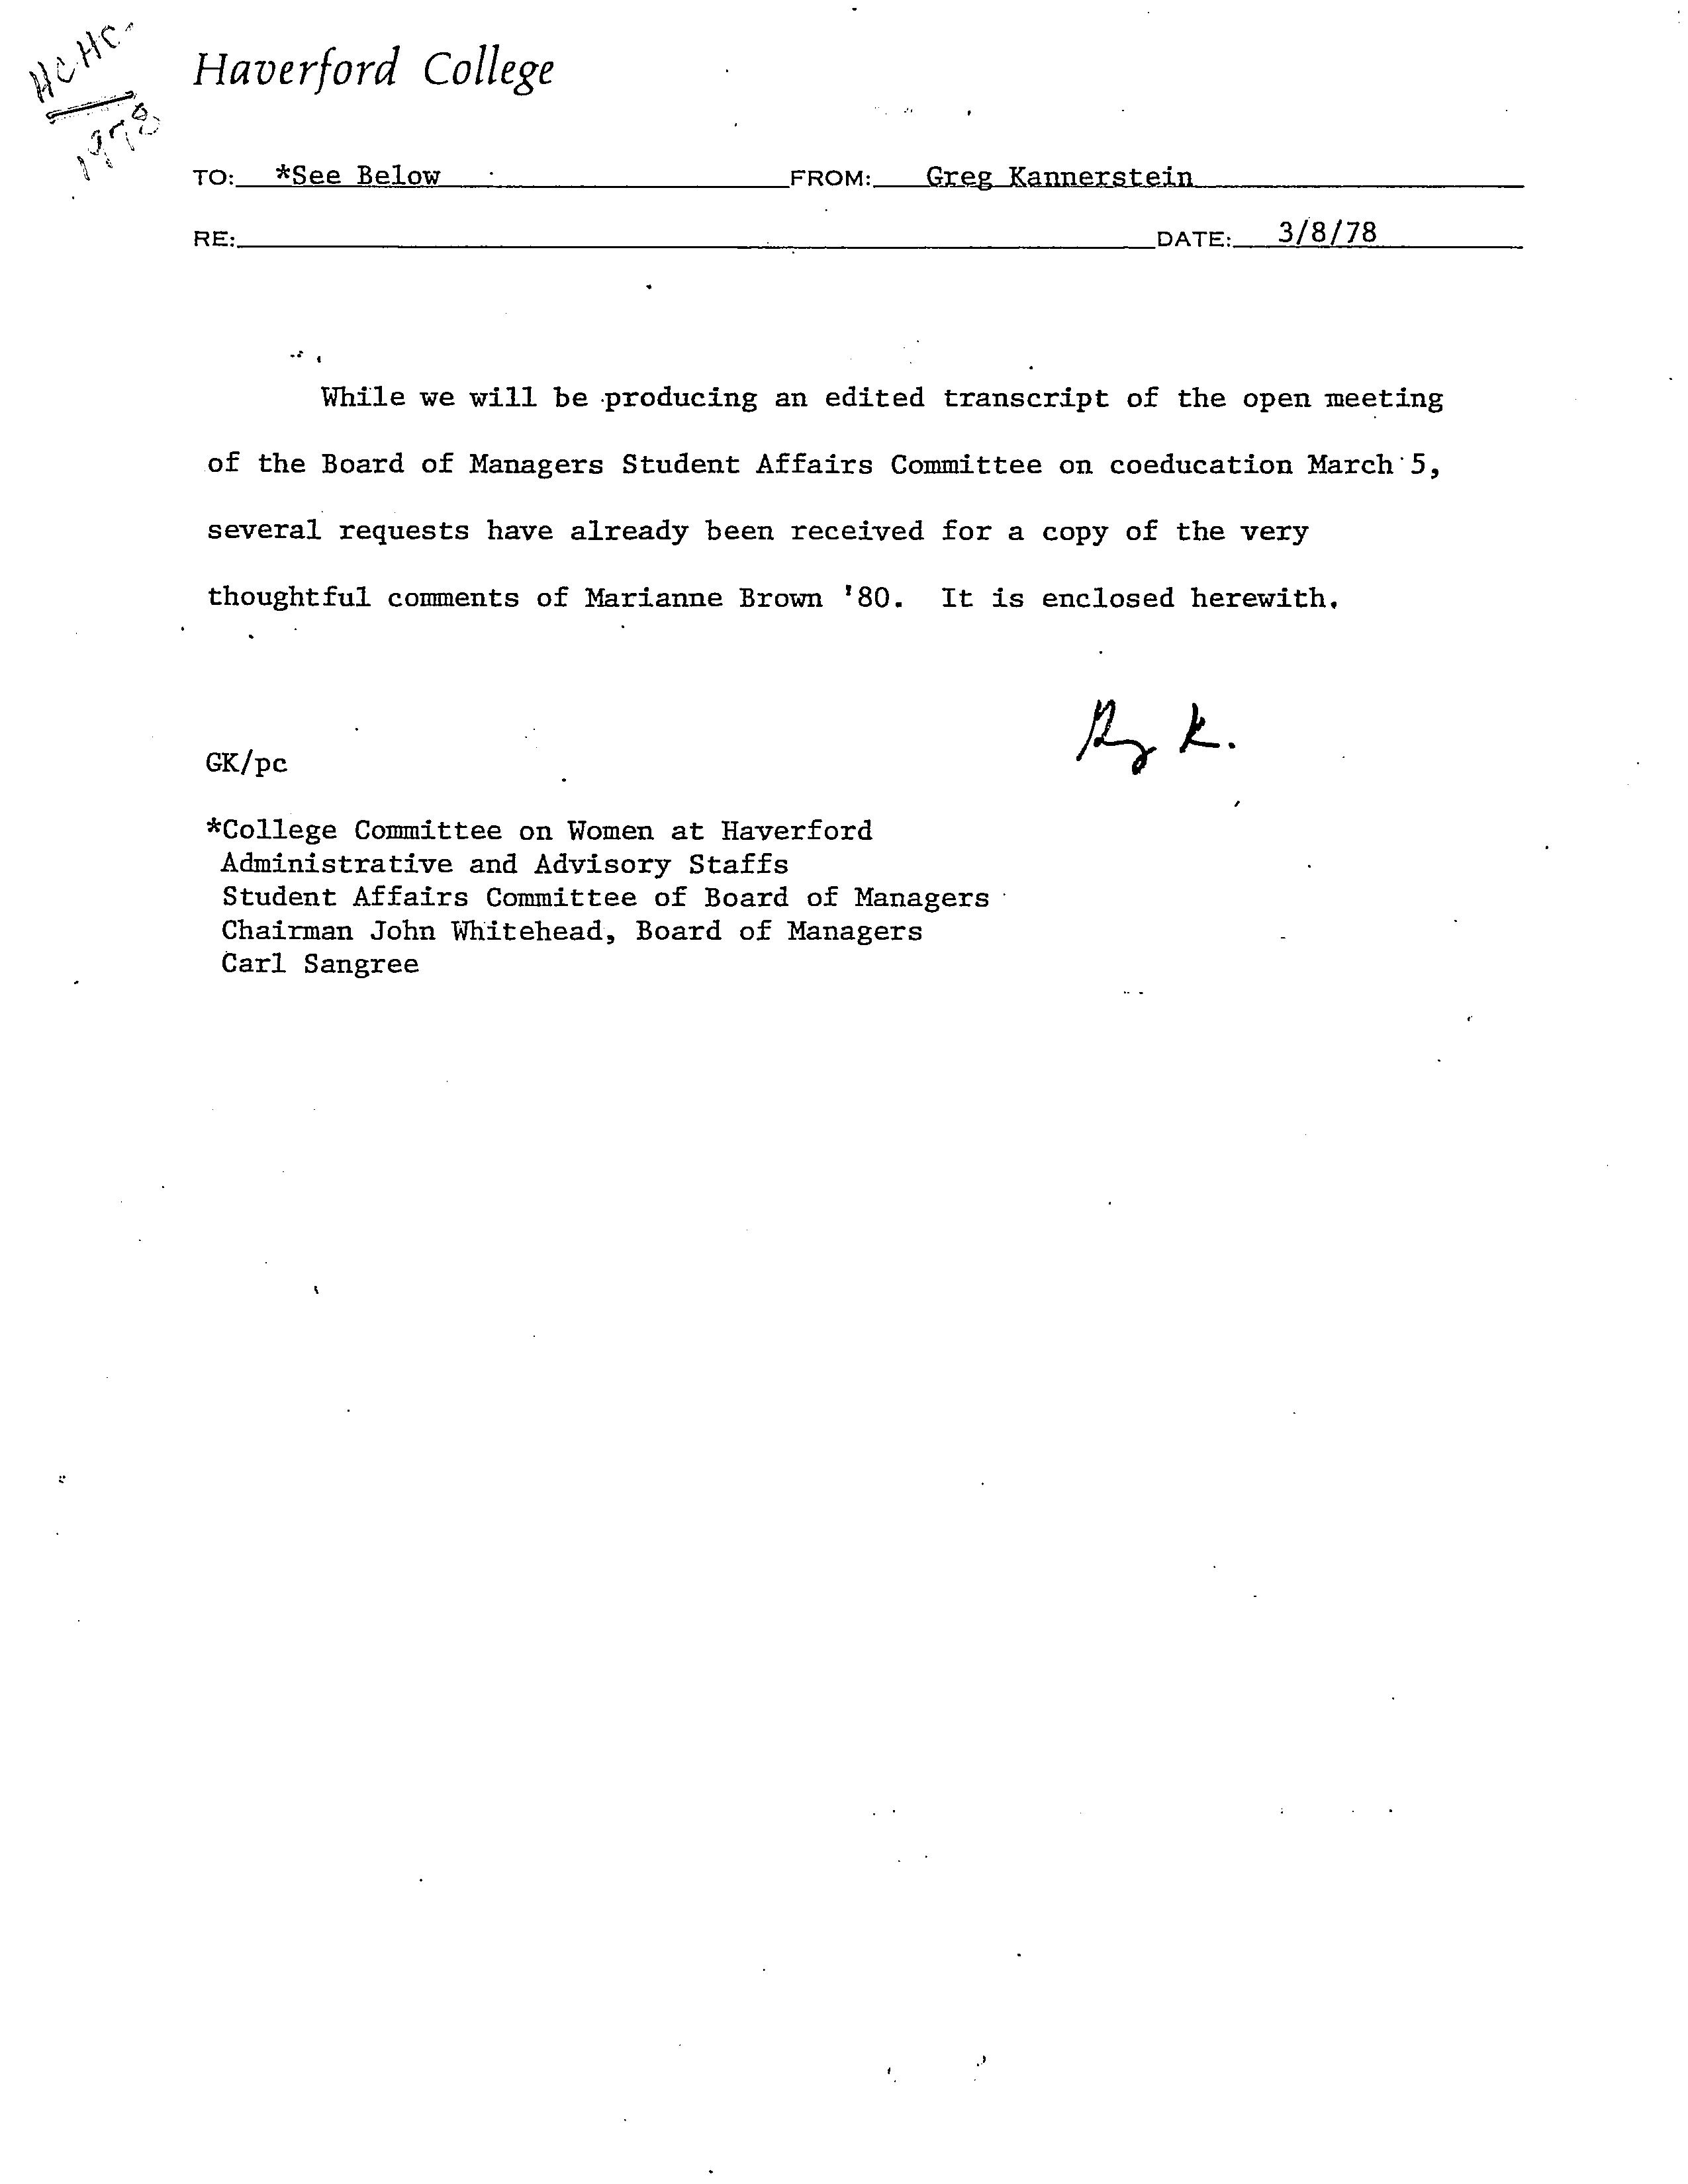 HCHC
1978
Haverford College
TO: *See Below FROM: Greg Kannerstein
RE: DATE: 3/8/78
While we will be producing an edited transcript of the open meeting
of the Board of Managers Student Affairs Committee on coeducation March 5,
several requests have already been received for a copy of the very
thoughtful comments of Marianne Brown '80. It is enclosed herewith.
Greg K.
GK/pc
*College Committee on Women at Haverford
Administrative and Advisory Staffs
Student Affairs Committee of Board of Managers
Chairman John Whitehead, Board of Managers
Carl Sangree